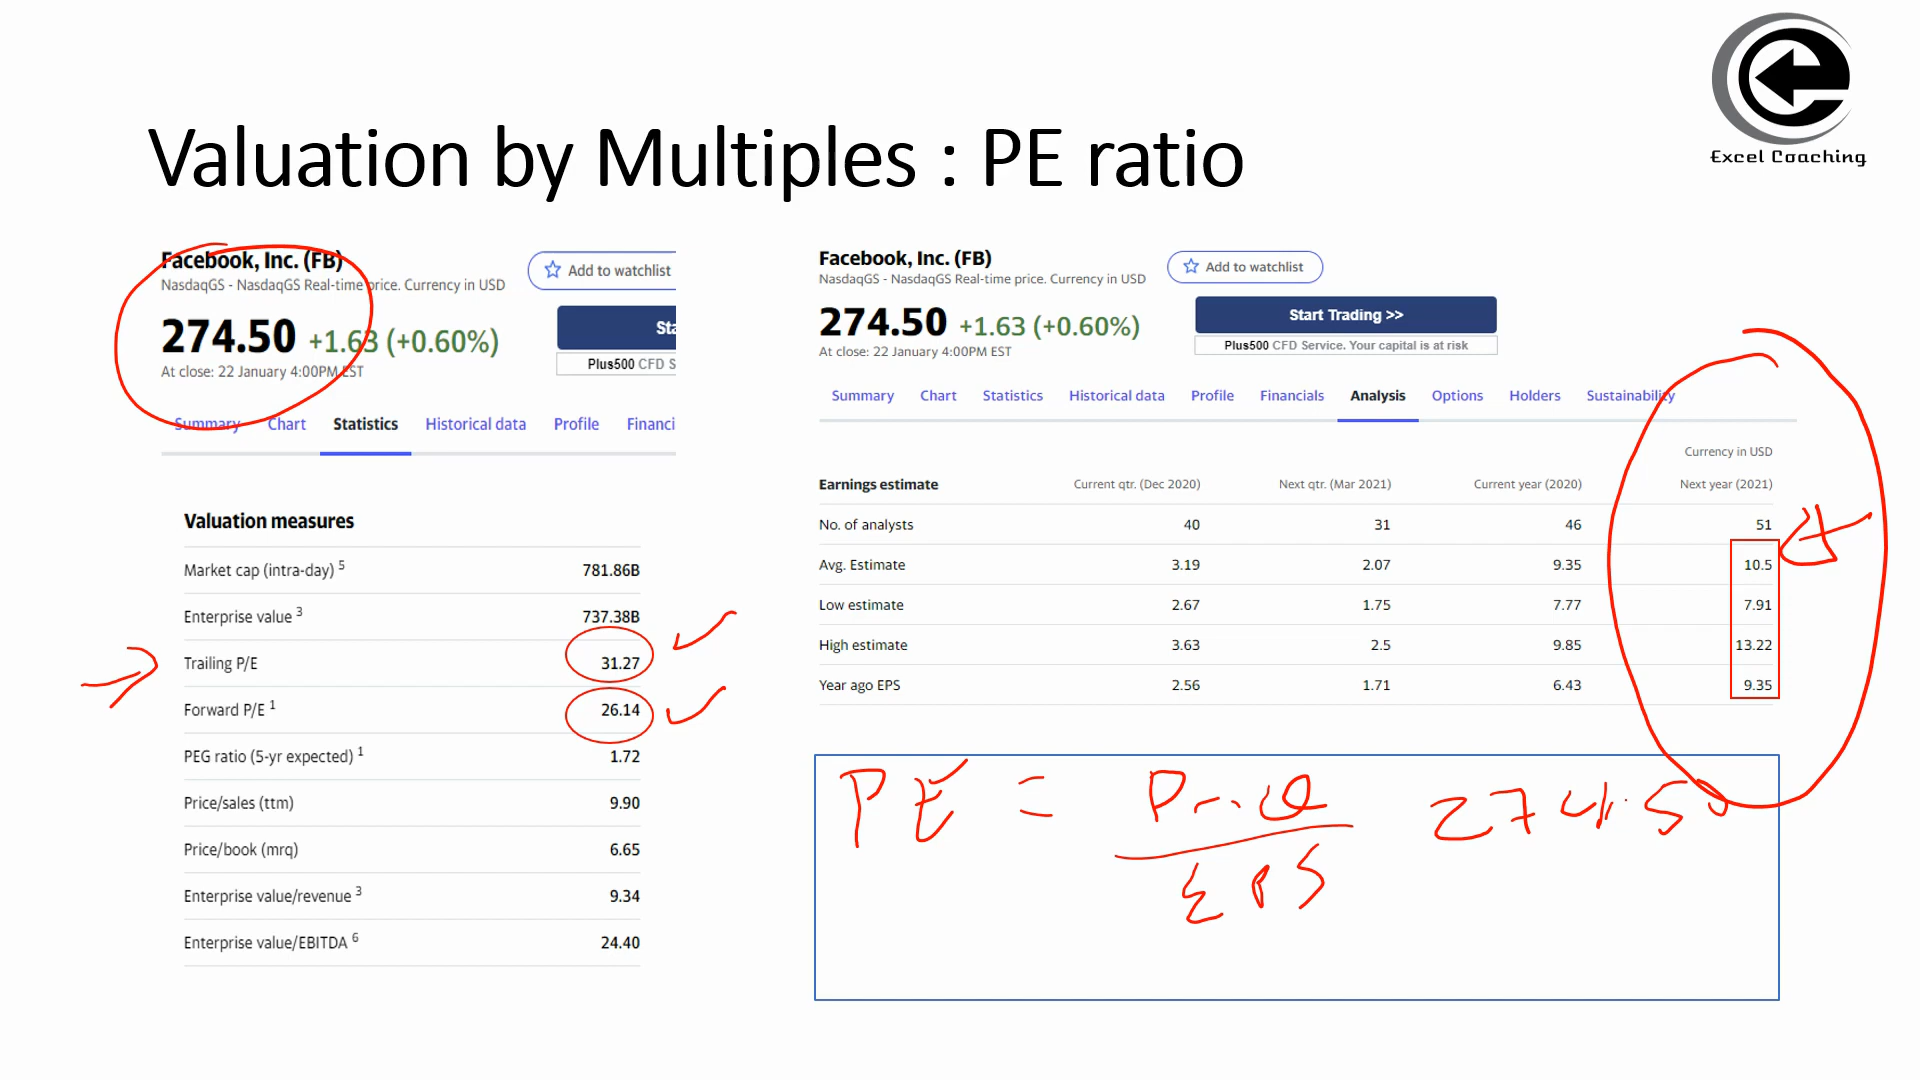 Excel Coaching
Valuation by Multiples : PE ratio
Facebook, Inc. (FB)
NasdaqGS - NasdaqGS Real-time price. Currency in USD
Add to watchlist
274.50 +1.63 (+0.60%)
At close: 22 January 4:00PM EST
Sta
Plus500 CFD S
Summary Chart Statistics Historical data Profile Financi
Valuation measures
Market cap (intra-day) 5 781.86B
Enterprise value 3 737.38B
Trailing P/E 31.27
Forward P/E 1 26.14
PEG ratio (5-yr expected) 1 1.72
Price/sales (ttm) 9.90
Price/book (mrq) 6.65
Enterprise value/revenue 3 9.34
Enterprise value/EBITDA 6 24.40
Facebook, Inc. (FB)
NasdaqGS - NasdaqGS Real-time price. Currency in USD
Add to watchlist
274.50 +1.63 (+0.60%)
At close: 22 January 4:00PM EST
Start Trading >>
Plus500 CFD Service. Your capital is at risk
Summary Chart Statistics Historical data Profile Financials Analysis Options Holders Sustainability
Currency in USD
Earnings estimate Current qtr. (Dec 2020) Next qtr. (Mar 2021) Current year (2020) Next year (2021)
No. of analysts 40 31 46 51
Avg. Estimate 3.19 2.07 9.35 10.5
Low estimate 2.67 1.75 7.77 7.91
High estimate 3.63 2.5 9.85 13.22
Year ago EPS 2.56 1.71 6.43 9.35
PE = Price 274.50
EPS